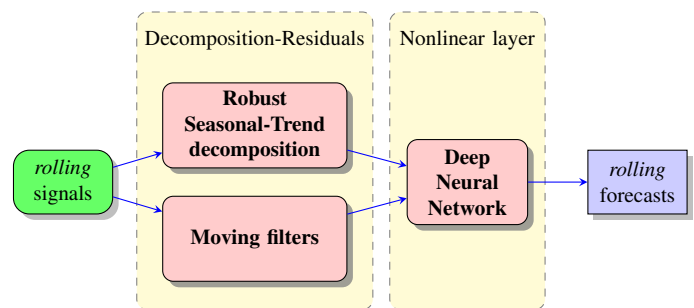 Decomposition-Residuals
Nonlinear layer
Robust
Seasonal-Trend
decomposition
rolling
signals
Moving filters
Deep
Neural
Network
rolling
forecasts